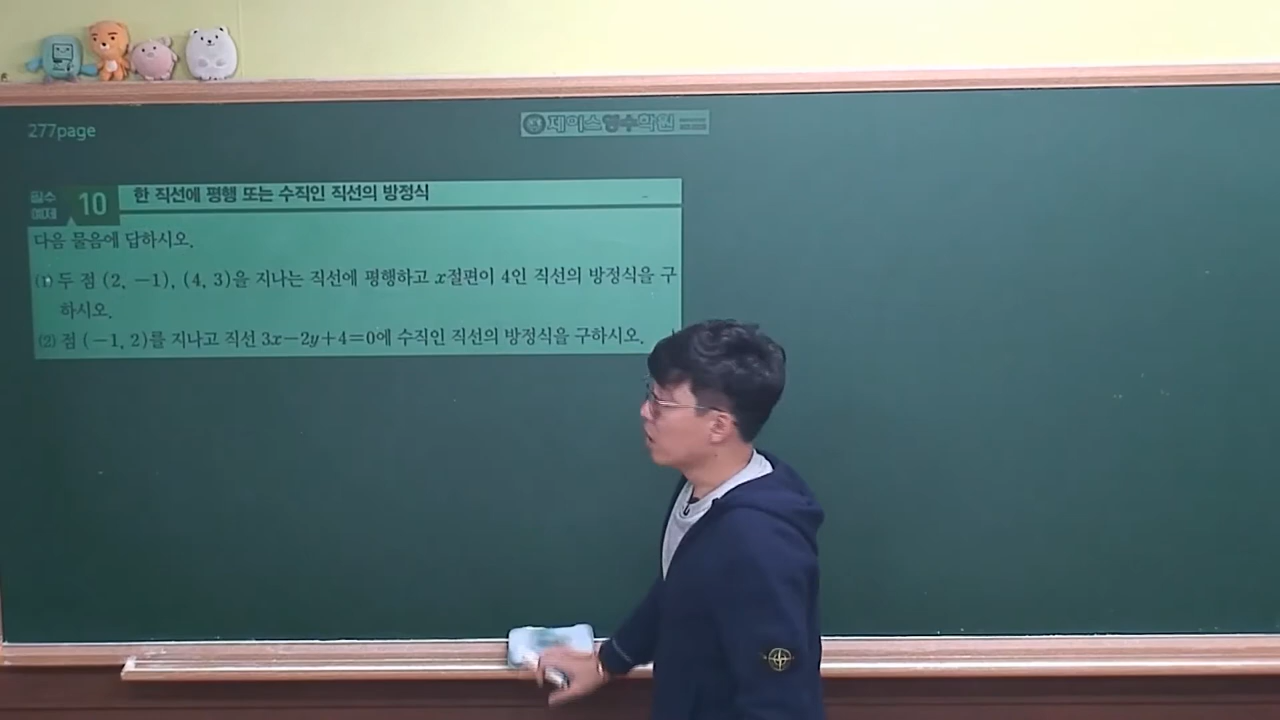 277page
제이스영수학원
필수
예제
10
한 직선에 평행 또는 수직인 직선의 방정식
다음 물음에 답하시오.
(1) 두 점 (2, −1), (4, 3)을 지나는 직선에 평행하고 x절편이 4인 직선의 방정식을 구
하시오.
(2) 점 (−1, 2)를 지나고 직선 3x−2y+4=0에 수직인 직선의 방정식을 구하시오.